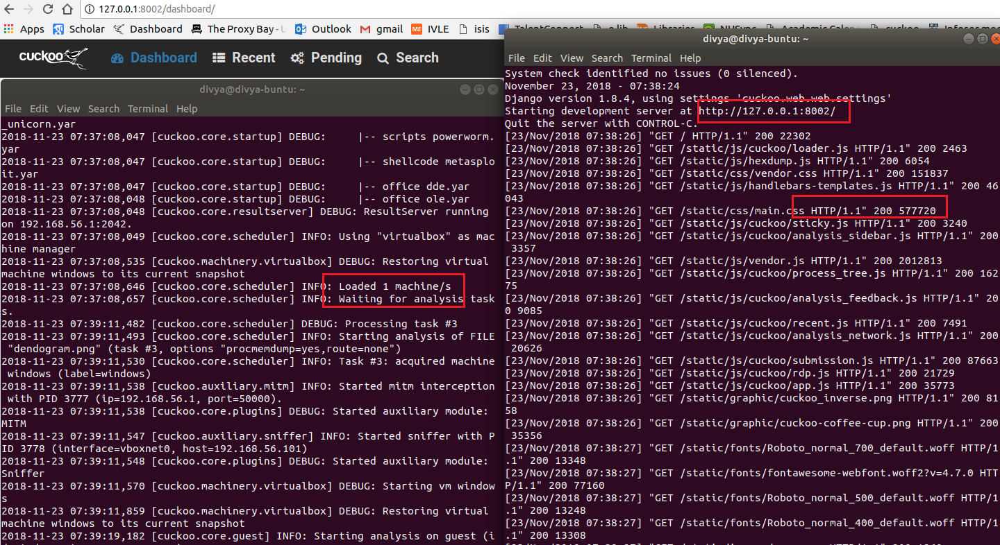 127.0.0.1:8002/dashboard/
Apps Scholar Dashboard The Proxy Bay - Outlook gmail IVLE isis
cuckoo Dashboard Recent Pending Search
divya@divya-buntu: ~
File Edit View Search Terminal Help
_unicorn.yar
2018-11-23 07:37:08,047 [cuckoo.core.startup] DEBUG:     |-- scripts powerworm.
yar
2018-11-23 07:37:08,047 [cuckoo.core.startup] DEBUG:     |-- shellcode metasplo
it.yar
2018-11-23 07:37:08,047 [cuckoo.core.startup] DEBUG:     |-- office dde.yar
2018-11-23 07:37:08,048 [cuckoo.core.startup] DEBUG:     |-- office ole.yar
2018-11-23 07:37:08,048 [cuckoo.core.resultserver] DEBUG: ResultServer running
on 192.168.56.1:2042.
2018-11-23 07:37:08,049 [cuckoo.core.scheduler] INFO: Using "virtualbox" as mac
hine manager
2018-11-23 07:37:08,535 [cuckoo.machinery.virtualbox] DEBUG: Restoring virtual
machine windows to its current snapshot
2018-11-23 07:37:08,646 [cuckoo.core.scheduler] INFO: Loaded 1 machine/s
2018-11-23 07:37:08,657 [cuckoo.core.scheduler] INFO: Waiting for analysis task
s.
2018-11-23 07:39:11,482 [cuckoo.core.scheduler] DEBUG: Processing task #3
2018-11-23 07:39:11,493 [cuckoo.core.scheduler] INFO: Starting analysis of FILE
"dendogram.png" (task #3, options "procmemdump=yes,route=none")
2018-11-23 07:39:11,530 [cuckoo.core.scheduler] INFO: Task #3: acquired machine
windows (label=windows)
2018-11-23 07:39:11,538 [cuckoo.auxiliary.mitm] INFO: Started mitm interception
with PID 3777 (ip=192.168.56.1, port=50000).
2018-11-23 07:39:11,538 [cuckoo.core.plugins] DEBUG: Started auxiliary module:
MITM
2018-11-23 07:39:11,547 [cuckoo.auxiliary.sniffer] INFO: Started sniffer with P
ID 3778 (interface=vboxnet0, host=192.168.56.101)
2018-11-23 07:39:11,548 [cuckoo.core.plugins] DEBUG: Started auxiliary module:
Sniffer
2018-11-23 07:39:11,570 [cuckoo.machinery.virtualbox] DEBUG: Starting vm window
s
2018-11-23 07:39:11,859 [cuckoo.machinery.virtualbox] DEBUG: Restoring virtual
machine windows to its current snapshot
2018-11-23 07:39:19,182 [cuckoo.core.guest] INFO: Starting analysis on guest (i
divya@divya-buntu: ~
File Edit View Search Terminal Help
System check identified no issues (0 silenced).
November 23, 2018 - 07:38:24
Django version 1.8.4, using settings 'cuckoo.web.web.settings'
Starting development server at http://127.0.0.1:8002/
Quit the server with CONTROL-C.
[23/Nov/2018 07:38:26] "GET / HTTP/1.1" 200 22302
[23/Nov/2018 07:38:26] "GET /static/js/cuckoo/loader.js HTTP/1.1" 200 2463
[23/Nov/2018 07:38:26] "GET /static/js/hexdump.js HTTP/1.1" 200 6054
[23/Nov/2018 07:38:26] "GET /static/css/vendor.css HTTP/1.1" 200 151837
[23/Nov/2018 07:38:26] "GET /static/js/handlebars-templates.js HTTP/1.1" 200 46
043
[23/Nov/2018 07:38:26] "GET /static/css/main.css HTTP/1.1" 200 577720
[23/Nov/2018 07:38:26] "GET /static/js/cuckoo/sticky.js HTTP/1.1" 200 3240
[23/Nov/2018 07:38:26] "GET /static/js/cuckoo/analysis_sidebar.js HTTP/1.1" 200
3357
[23/Nov/2018 07:38:26] "GET /static/js/vendor.js HTTP/1.1" 200 2012813
[23/Nov/2018 07:38:26] "GET /static/js/cuckoo/process_tree.js HTTP/1.1" 200 162
75
[23/Nov/2018 07:38:26] "GET /static/js/cuckoo/analysis_feedback.js HTTP/1.1" 20
0 9085
[23/Nov/2018 07:38:26] "GET /static/js/cuckoo/recent.js HTTP/1.1" 200 7491
[23/Nov/2018 07:38:26] "GET /static/js/cuckoo/analysis_network.js HTTP/1.1" 200
20626
[23/Nov/2018 07:38:26] "GET /static/js/cuckoo/submission.js HTTP/1.1" 200 87663
[23/Nov/2018 07:38:26] "GET /static/js/cuckoo/rdp.js HTTP/1.1" 200 21729
[23/Nov/2018 07:38:26] "GET /static/js/cuckoo/app.js HTTP/1.1" 200 35773
[23/Nov/2018 07:38:26] "GET /static/graphic/cuckoo_inverse.png HTTP/1.1" 200 81
58
[23/Nov/2018 07:38:26] "GET /static/graphic/cuckoo-coffee-cup.png HTTP/1.1" 200
35356
[23/Nov/2018 07:38:27] "GET /static/fonts/Roboto_normal_700_default.woff HTTP/1
.1" 200 13348
[23/Nov/2018 07:38:27] "GET /static/fonts/fontawesome-webfont.woff2?v=4.7.0 HTT
P/1.1" 200 77160
[23/Nov/2018 07:38:27] "GET /static/fonts/Roboto_normal_500_default.woff HTTP/1
.1" 200 13248
[23/Nov/2018 07:38:27] "GET /static/fonts/Roboto_normal_400_default.woff HTTP/1
.1" 200 13308